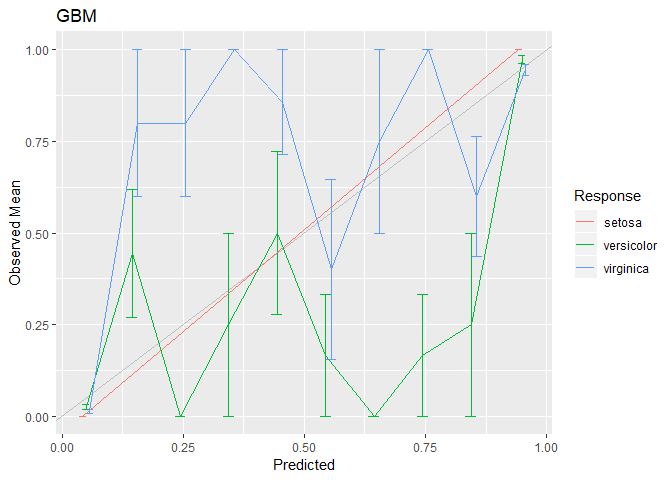 GBM
1.00
0.75
0.50
0.25
0.00
Observed Mean
0.00 0.25 0.50 0.75 1.00
Predicted
Response
setosa
versicolor
virginica